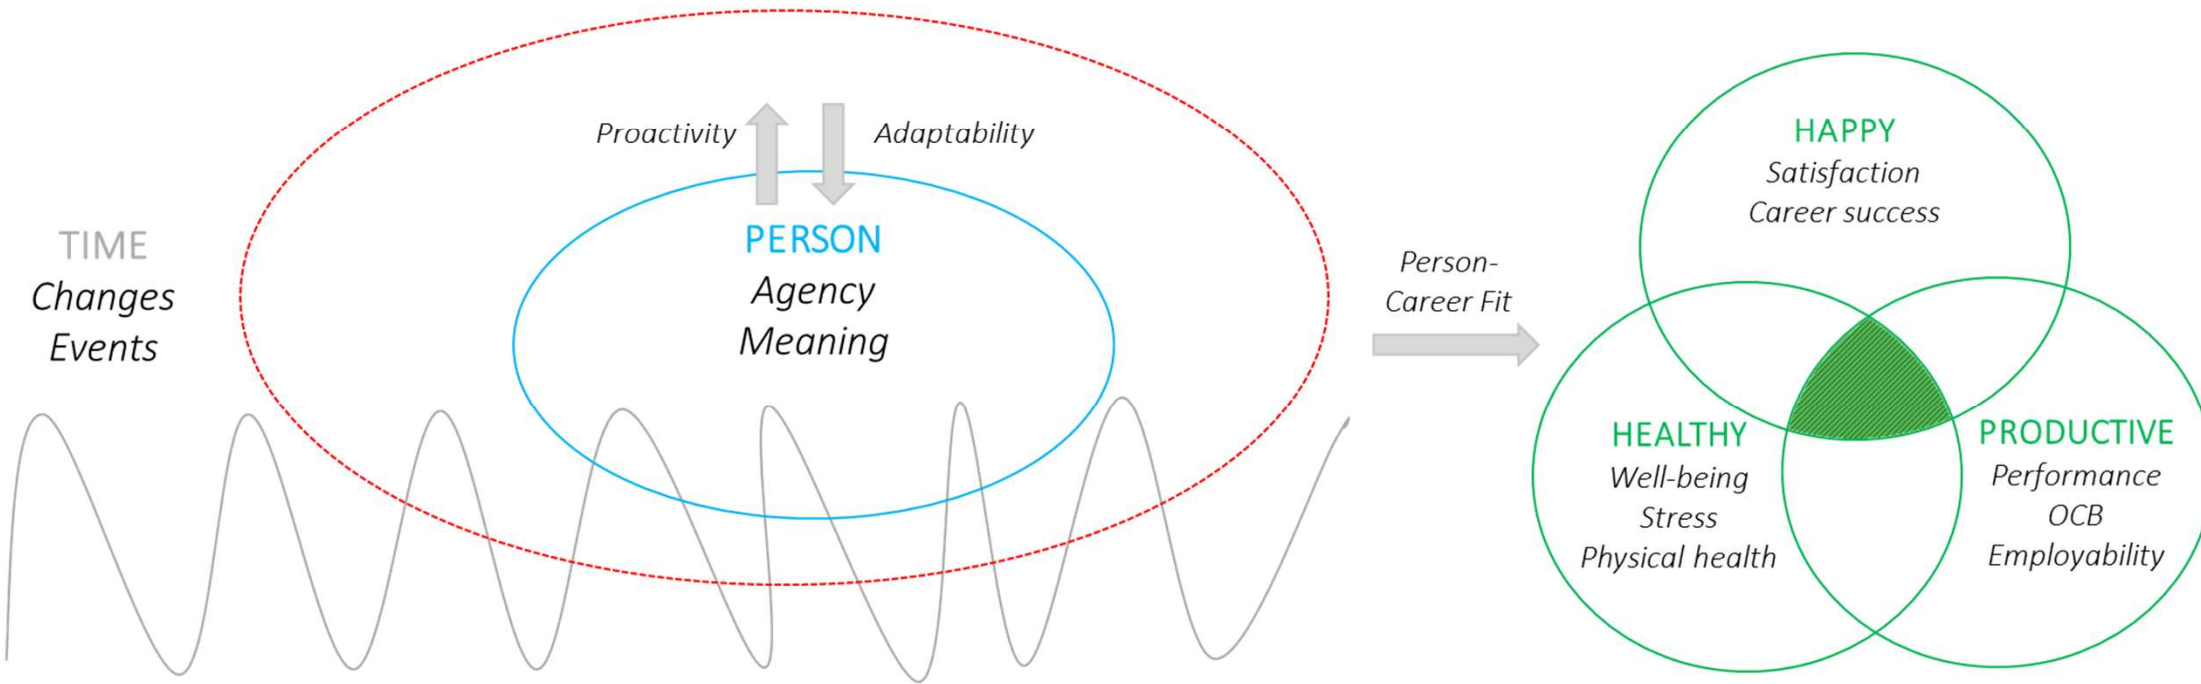 TIME
Changes
Events
Proactivity
Adaptability
PERSON
Agency
Meaning
Person-
Career Fit
HAPPY
Satisfaction
Career success
HEALTHY
Well-being
Stress
Physical health
PRODUCTIVE
Performance
OCB
Employability